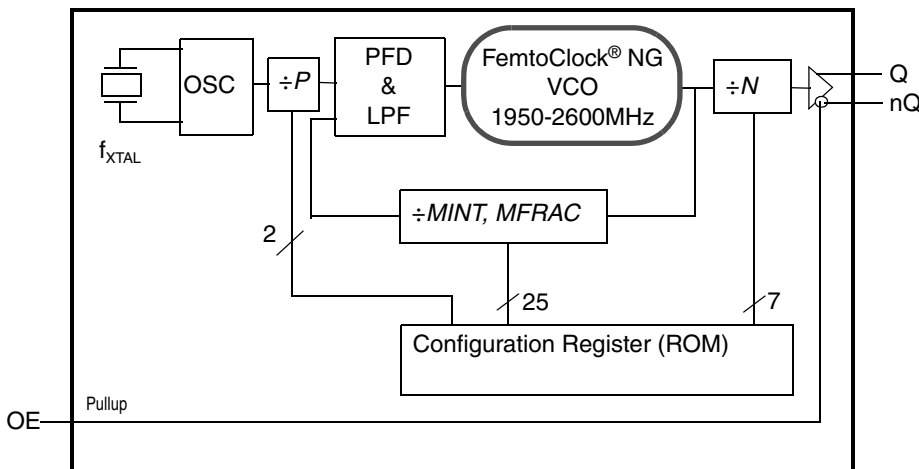 FemtoClock® NG
VCO
1950-2600MHz
PFD
&
LPF
OSC
÷P
÷N
Q
nQ
fXTAL
÷MINT, MFRAC
2
25
7
Configuration Register (ROM)
Pullup
OE